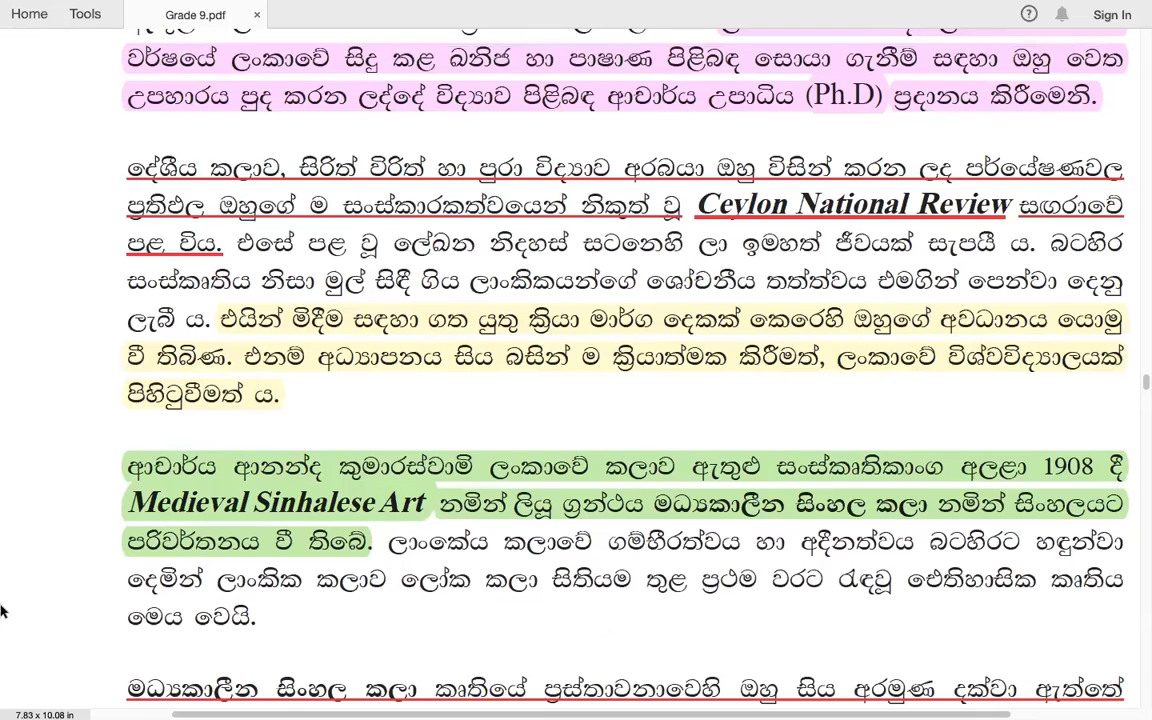 Home Tools Grade 9.pdf × Sign In
වර්ෂයේ ලංකාවේ සිදු කළ ඛනිජ හා පාෂාණ පිළිබඳ සොයා ගැනීම් සඳහා ඔහු වෙත
උපහාරය පුද කරන ලද්දේ විද්‍යාව පිළිබඳ ආචාර්ය උපාධිය (Ph.D) ප්‍රදානය කිරීමෙනි.
දේශීය කලාව, සිරිත් විරිත් හා පුරා විද්‍යාව අරබයා ඔහු විසින් කරන ලද පර්යේෂණවල
ප්‍රතිඵල ඔහුගේ ම සංස්කාරකත්වයෙන් නිකුත් වූ Ceylon National Review සඟරාවේ
පළ විය. එසේ පළ වූ ලේඛන නිදහස් සටනෙහි ලා ඉමහත් ජීවයක් සැපයී ය. බටහිර
සංස්කෘතිය නිසා මුල් සිඳී ගිය ලාංකිකයන්ගේ ශෝචනීය තත්ත්වය එමගින් පෙන්වා දෙනු
ලැබී ය. එයින් මිදීම සඳහා ගත යුතු ක්‍රියා මාර්ග දෙකක් කෙරෙහි ඔහුගේ අවධානය යොමු
වී තිබිණ. එනම් අධ්‍යාපනය සිය බසින් ම ක්‍රියාත්මක කිරීමත්, ලංකාවේ විශ්වවිද්‍යාලයක්
පිහිටුවීමත් ය.
ආචාර්ය ආනන්ද කුමාරස්වාමි ලංකාවේ කලාව ඇතුළු සංස්කෘතිකාංග අලළා 1908 දී
Medieval Sinhalese Art නමින් ලියූ ග්‍රන්ථය මධ්‍යකාලීන සිංහල කලා නමින් සිංහලයට
පරිවර්තනය වී තිබේ. ලාංකේය කලාවේ ගම්භීරත්වය හා අදීනත්වය බටහිරට හඳුන්වා
දෙමින් ලාංකික කලාව ලෝක කලා සිතියම තුළ ප්‍රථම වරට රැඳවූ ඓතිහාසික කෘතිය
මෙය වෙයි.
මධ්‍යකාලීන සිංහල කලා කෘතියේ ප්‍රස්තාවනාවෙහි ඔහු සිය අරමුණ දක්වා ඇත්තේ
7.83 x 10.08 in